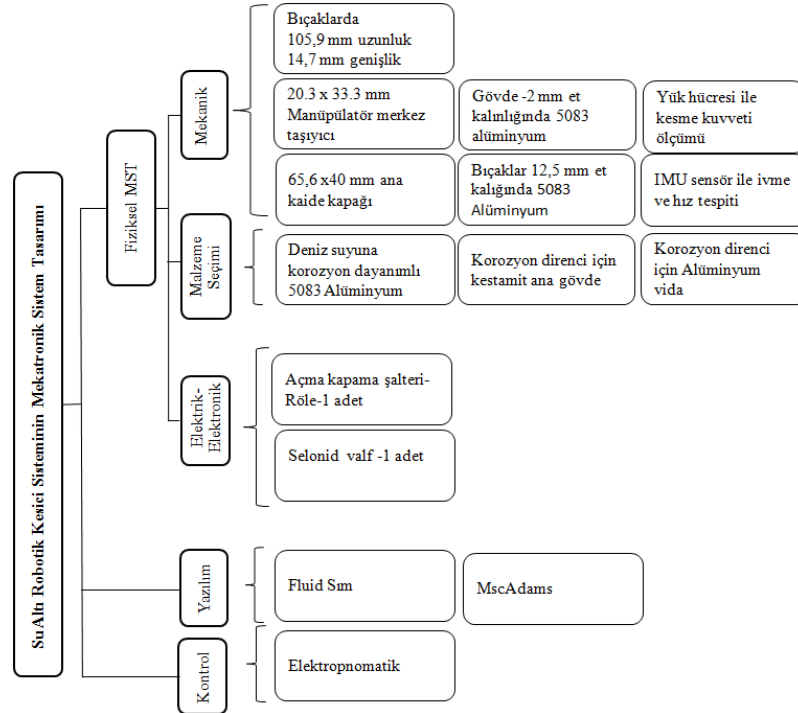 Su Altı Robotik Kesici Sisteminin Mekatronik Sistem Tasarımı
Fiziksel MST
Mekanik
Bıçaklarda
105,9 mm uzunluk
14,7 mm genişlik
20.3 x 33.3 mm
Manüpülatör merkez
taşıyıcı
Gövde -2 mm et
kalınlığında 5083
alüminyum
Yük hücresi ile
kesme kuvveti
ölçümü
65,6 x40 mm ana
kaide kapağı
Bıçaklar 12,5 mm et
kalığında 5083
Alüminyum
IMU sensör ile ivme
ve hız tespiti
Malzeme
Seçimi
Deniz suyuna
korozyon dayanımlı
5083 Alüminyum
Korozyon direnci için
kestamit ana gövde
Korozyon direnci
için Alüminyum
vida
Elektrik-
Elektronik
Açma kapama şalteri-
Röle-1 adet
Selonid valf -1 adet
Yazılım
Fluid Sım
MscAdams
Kontrol
Elektropnomatik